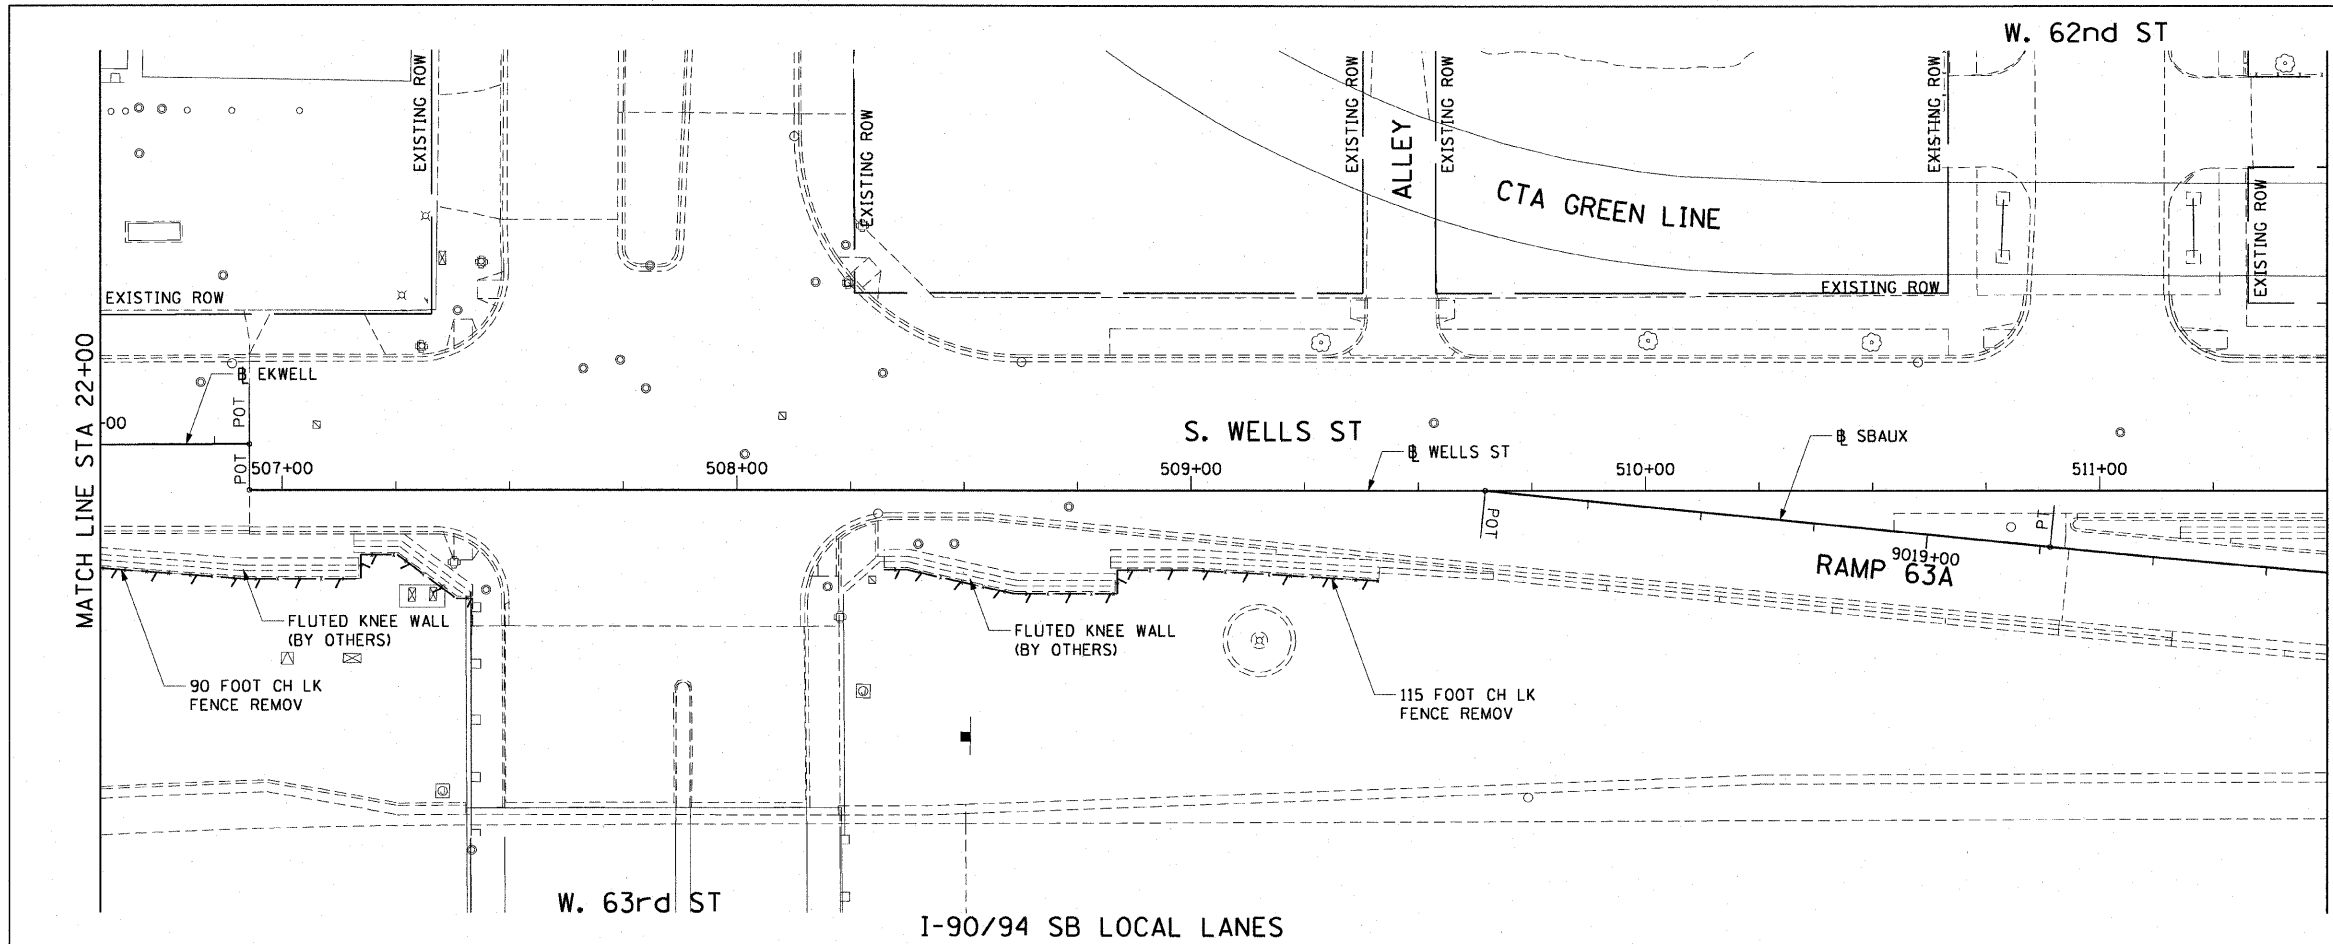 W. 62nd ST
EXISTING ROW
EXISTING ROW
EXISTING ROW
EXISTING ROW
EXISTING ROW
EXISTING ROW
ALLEY
CTA GREEN LINE
EXISTING ROW
EXISTING ROW
EXISTING ROW
MATCH LINE STA 22+00
EKWELL
POT
POT
+00
S. WELLS ST
WELLS ST
SBAUX
507+00
508+00
509+00
510+00
511+00
POT
PT
9019+00
RAMP 63A
FLUTED KNEE WALL
(BY OTHERS)
FLUTED KNEE WALL
(BY OTHERS)
90 FOOT CH LK
FENCE REMOV
115 FOOT CH LK
FENCE REMOV
W. 63rd ST
I-90/94 SB LOCAL LANES